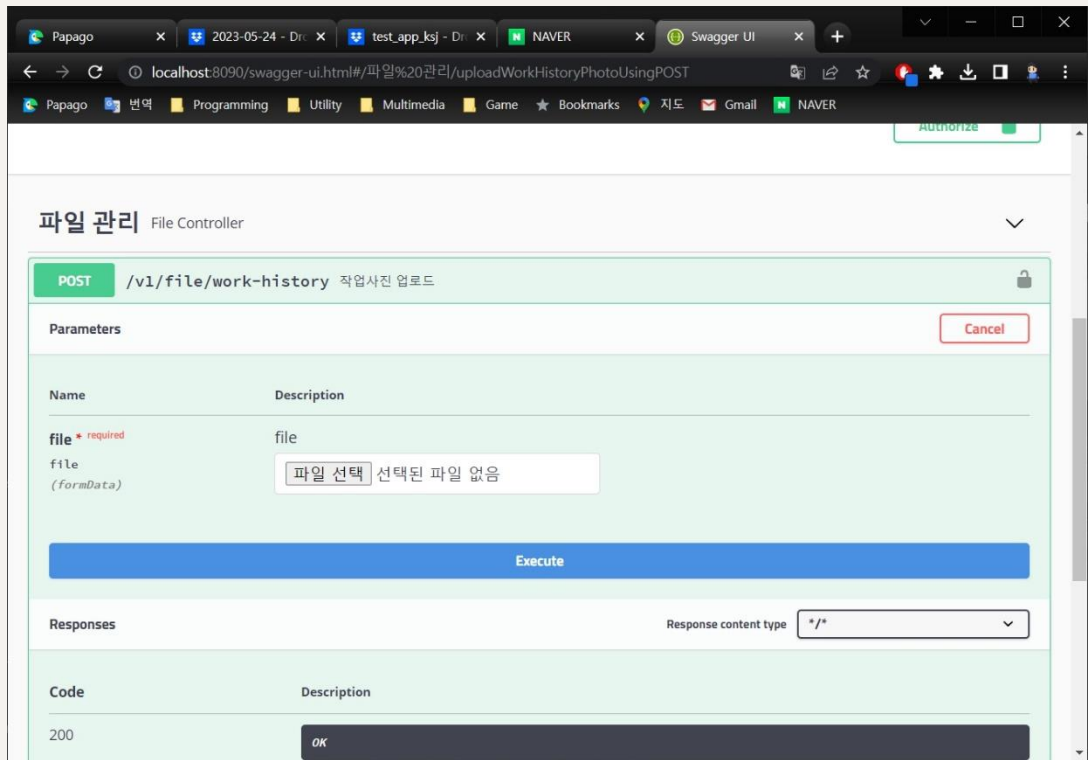 Papago
2023-05-24 - Dro
test_app_ksj - Dr
NAVER
Swagger UI
localhost:8090/swagger-ui.html#/파일%20관리/uploadWorkHistoryPhotoUsingPOST
Papago 번역 Programming Utility Multimedia Game Bookmarks 지도 Gmail NAVER
Authorize
파일 관리 File Controller
POST /v1/file/work-history 작업사진 업로드
Parameters Cancel
Name Description
file * required file
file 파일 선택 선택된 파일 없음
(formData)
Execute
Responses Response content type */*
Code Description
200 OK